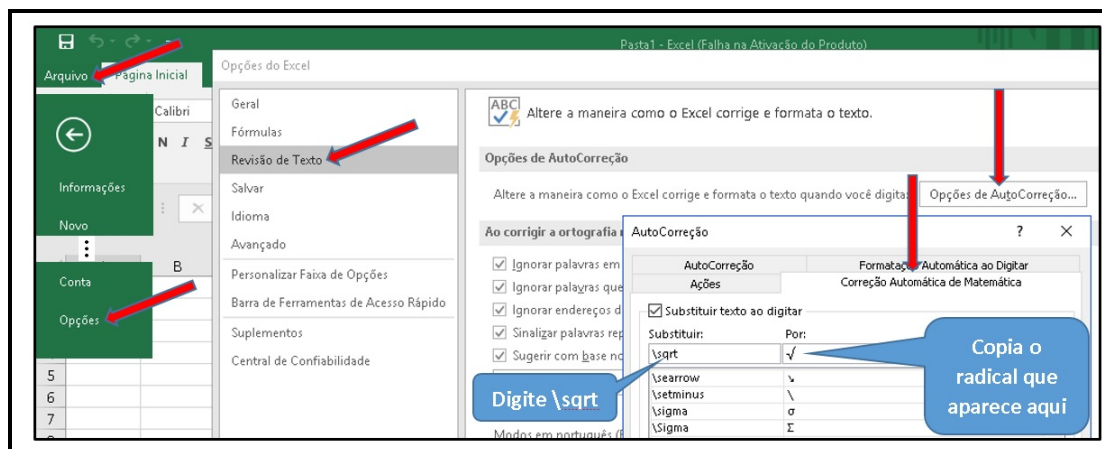 Pasta1 - Excel (Falha na Ativação do Produto)
Arquivo
Página Inicial
Opções do Excel
Calibri
N I S
Informações
Novo
Conta
Opções
B
5
6
7
Geral
Fórmulas
Revisão de Texto
Salvar
Idioma
Avançado
Personalizar Faixa de Opções
Barra de Ferramentas de Acesso Rápido
Suplementos
Central de Confiabilidade
ABC
Altere a maneira como o Excel corrige e formata o texto.
Opções de AutoCorreção
Altere a maneira como o Excel corrige e formata o texto quando você digita:
Opções de AutoCorreção...
Ao corrigir a ortografia
Ignorar palavras em
Ignorar palavras que
Ignorar endereços d
Sinalizar palavras rep
Sugerir com base no
Modos em português
AutoCorreção
? ×
AutoCorreção
Formatação Automática ao Digitar
Ações
Correção Automática de Matemática
Substituir texto ao digitar
Substituir: Por:
\sqrt √
\searrow ↘
\setminus \
\sigma σ
\Sigma Σ
Digite \sqrt
Copia o
radical que
aparece aqui